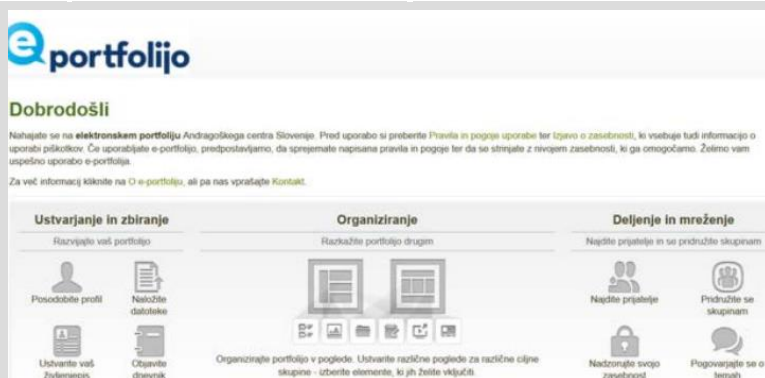 eportfolijo
Dobrodošli
Nahajate se na elektronskem portfoliju Andragoškega centra Slovenije. Pred uporabo si preberite Pravila in pogoje uporabe ter Izjavo o zasebnosti, ki vsebuje tudi informacijo o
uporabi piškotkov. Če uporabljate e-portfolijo, predpostavljamo, da sprejemate napisana pravila in pogoje ter da se strinjate z nivojem zasebnosti, ki ga omogočamo. Želimo vam
uspešno uporabo e-portfolija.
Za več informacij kliknite na O e-portfoliju, ali pa nas vprašajte Kontakt.
Ustvarjanje in zbiranje
Razvijajte vaš portfolijo
Posodobite profil
Naložite
datoteke
Ustvarite vaš
življenjepis
Objavite
dnevnik
Organiziranje
Razkažite portfolijo drugim
Organizirajte portfolijo v poglede. Ustvarite različne poglede za različne ciljne
skupine - izberite elemente, ki jih želite vključiti.
Deljenje in mreženje
Najdite prijatelje in se pridružite skupinam
Najdite prijatelje
Pridružite se
skupinam
Nadzorujte svojo
zasebnost
Pogovarjajte se o
temah